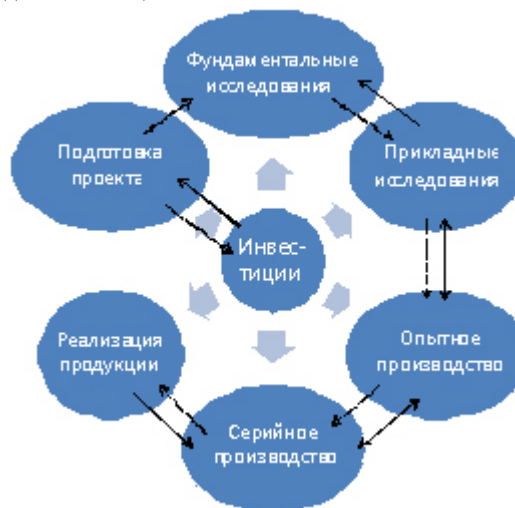 Фундаментальные
исследования
Подготовка
проекта
Прикладные
исследования
Инвес-
тиции
Реализация
продукции
Опытное
производство
Серийное
производство